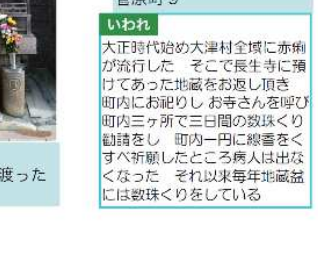 いわれ
大正時代始め大津村全域に赤痢
が流行した　そこで長生寺に預
けてあった地蔵をお返し頂き
町内にお祀りし お寺さんを呼び
町内三ヶ所で三日間の数珠くり
勧請をし　町内一円に線香をく
すべ祈願したところ病人は出な
くなった　それ以来毎年地蔵盆
には数珠くりをしている
渡った